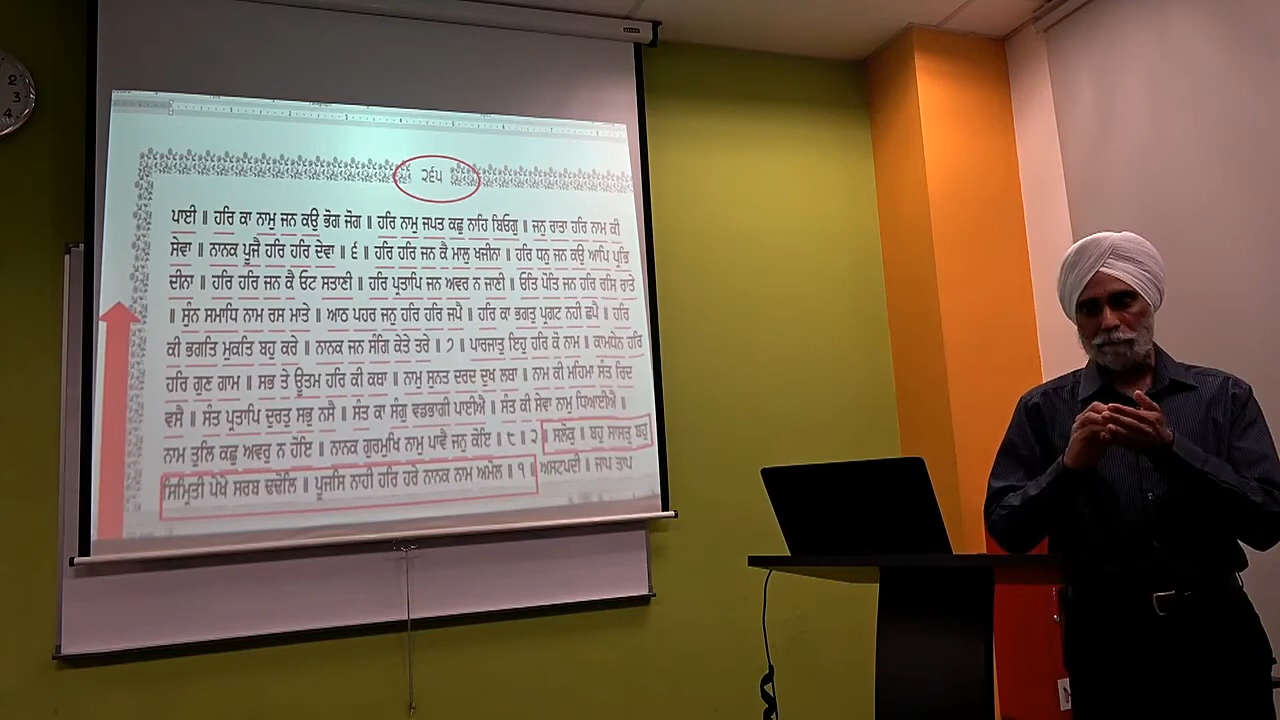 ੨੬੫
ਪਾਈ ॥ ਹਰਿ ਕਾ ਨਾਮੁ ਜਨ ਕਉ ਭੋਗ ਜੋਗ ॥ ਹਰਿ ਨਾਮੁ ਜਪਤ ਕਛੁ ਨਾਹਿ ਬਿਓਗੁ ॥ ਜਨੁ ਰਾਤਾ ਹਰਿ ਨਾਮ ਕੀ
ਸੇਵਾ ॥ ਨਾਨਕ ਪੂਜੈ ਹਰਿ ਹਰਿ ਦੇਵਾ ॥ ੬ ॥ ਹਰਿ ਹਰਿ ਜਨ ਕੈ ਮਾਲੁ ਖਜੀਨਾ ॥ ਹਰਿ ਧਨੁ ਜਨ ਕਉ ਆਪਿ ਪ੍ਰਭਿ
ਦੀਨਾ ॥ ਹਰਿ ਹਰਿ ਜਨ ਕੈ ਓਟ ਸਤਾਣੀ ॥ ਹਰਿ ਪ੍ਰਤਾਪਿ ਜਨ ਅਵਰ ਨ ਜਾਣੀ ॥ ਓਤਿ ਪੋਤਿ ਜਨ ਹਰਿ ਰਸਿ ਰਾਤੇ
॥ ਸੁੰਨ ਸਮਾਧਿ ਨਾਮ ਰਸ ਮਾਤੇ ॥ ਆਠ ਪਹਰ ਜਨੁ ਹਰਿ ਹਰਿ ਜਪੈ ॥ ਹਰਿ ਕਾ ਭਗਤੁ ਪ੍ਰਗਟ ਨਹੀ ਛਪੈ ॥ ਹਰਿ
ਕੀ ਭਗਤਿ ਮੁਕਤਿ ਬਹੁ ਕਰੇ ॥ ਨਾਨਕ ਜਨ ਸੰਗਿ ਕੇਤੇ ਤਰੇ ॥ ੭ ॥ ਪਾਰਜਾਤੁ ਇਹੁ ਹਰਿ ਕੋ ਨਾਮ ॥ ਕਾਮਧੇਨ ਹਰਿ
ਹਰਿ ਗੁਣ ਗਾਮ ॥ ਸਭ ਤੇ ਊਤਮ ਹਰਿ ਕੀ ਕਥਾ ॥ ਨਾਮੁ ਸੁਨਤ ਦਰਦ ਦੁਖ ਲਥਾ ॥ ਨਾਮ ਕੀ ਮਹਿਮਾ ਸੰਤ ਰਿਦ
ਵਸੈ ॥ ਸੰਤ ਪ੍ਰਤਾਪਿ ਦੁਰਤੁ ਸਭੁ ਨਸੈ ॥ ਸੰਤ ਕਾ ਸੰਗੁ ਵਡਭਾਗੀ ਪਾਈਐ ॥ ਸੰਤ ਕੀ ਸੇਵਾ ਨਾਮੁ ਧਿਆਈਐ ॥
ਨਾਮ ਤੁਲਿ ਕਛੁ ਅਵਰੁ ਨ ਹੋਇ ॥ ਨਾਨਕ ਗੁਰਮੁਖਿ ਨਾਮੁ ਪਾਵੈ ਜਨੁ ਕੋਇ ॥ ੮ ॥ ੨ ॥ ਸਲੋਕੁ ॥ ਬਹੁ ਸਾਸਤ੍ਰ ਬਹੁ
ਸਿਮ੍ਰਿਤੀ ਪੇਖੇ ਸਰਬ ਢਢੋਲਿ ॥ ਪੂਜਸਿ ਨਾਹੀ ਹਰਿ ਹਰੇ ਨਾਨਕ ਨਾਮ ਅਮੋਲ ॥ ੧ ॥ ਅਸਟਪਦੀ ॥ ਜਾਪ ਤਾਪ
2
3
4